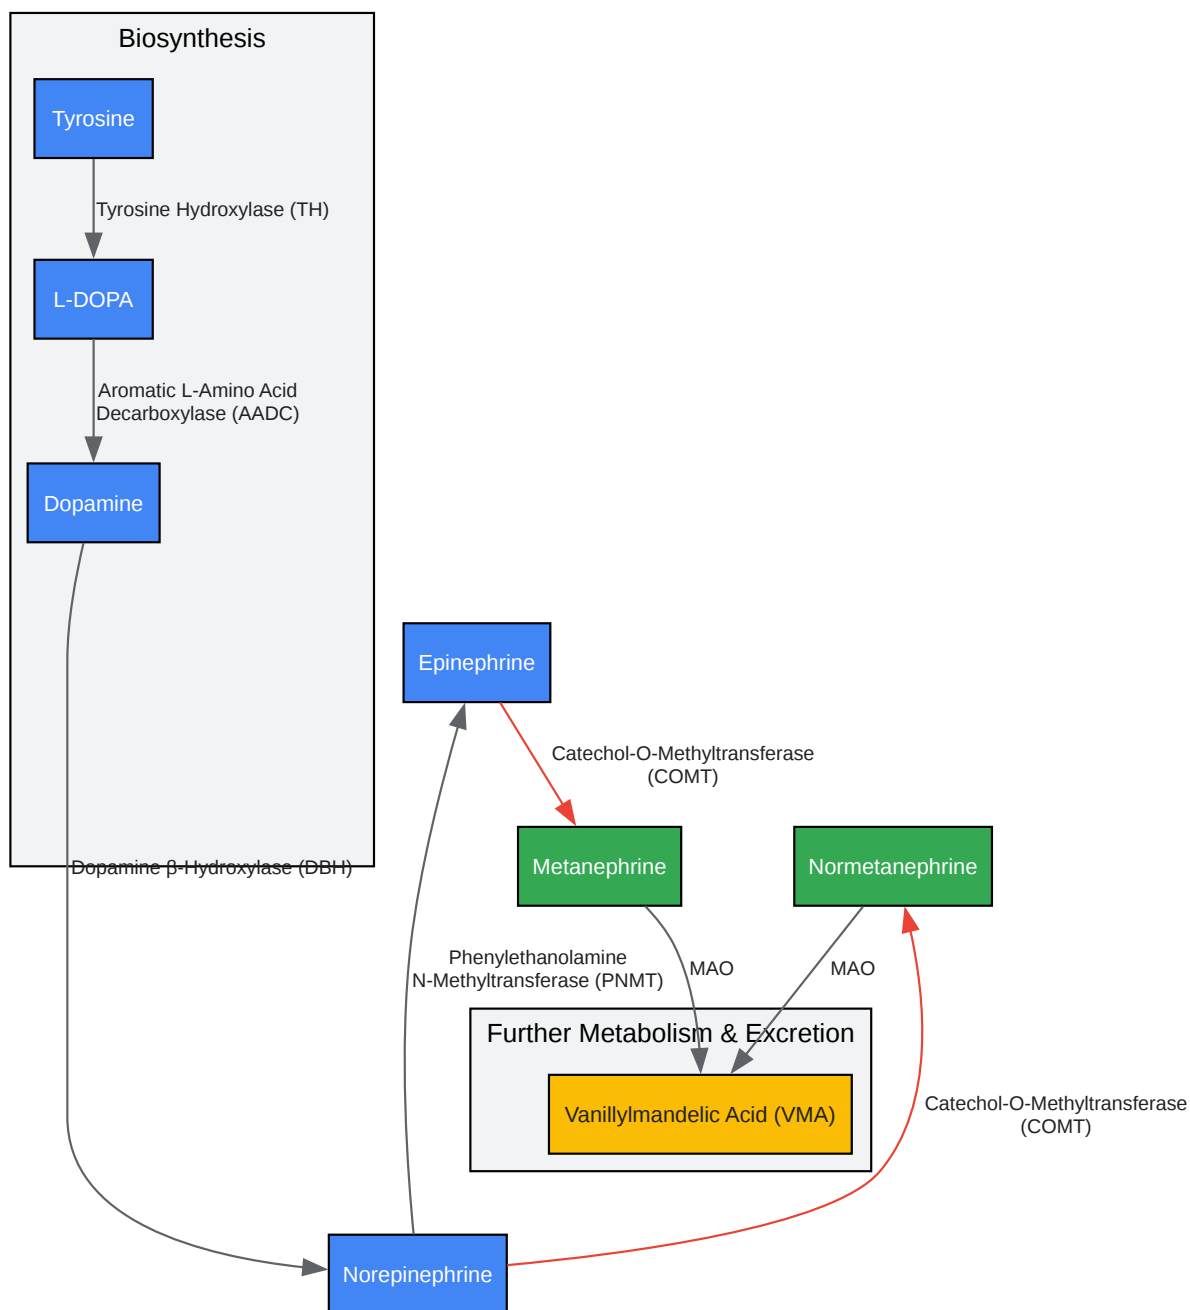 Biosynthesis
Tyrosine
Tyrosine Hydroxylase (TH)
L-DOPA
Aromatic L-Amino Acid
Decarboxylase (AADC)
Dopamine
Epinephrine
Catechol-O-Methyltransferase
(COMT)
Metanephrine
Normetanephrine
Dopamine β-Hydroxylase (DBH)
Phenylethanolamine
N-Methyltransferase (PNMT)
MAO
MAO
Further Metabolism & Excretion
Vanillylmandelic Acid (VMA)
Catechol-O-Methyltransferase
(COMT)
Norepinephrine